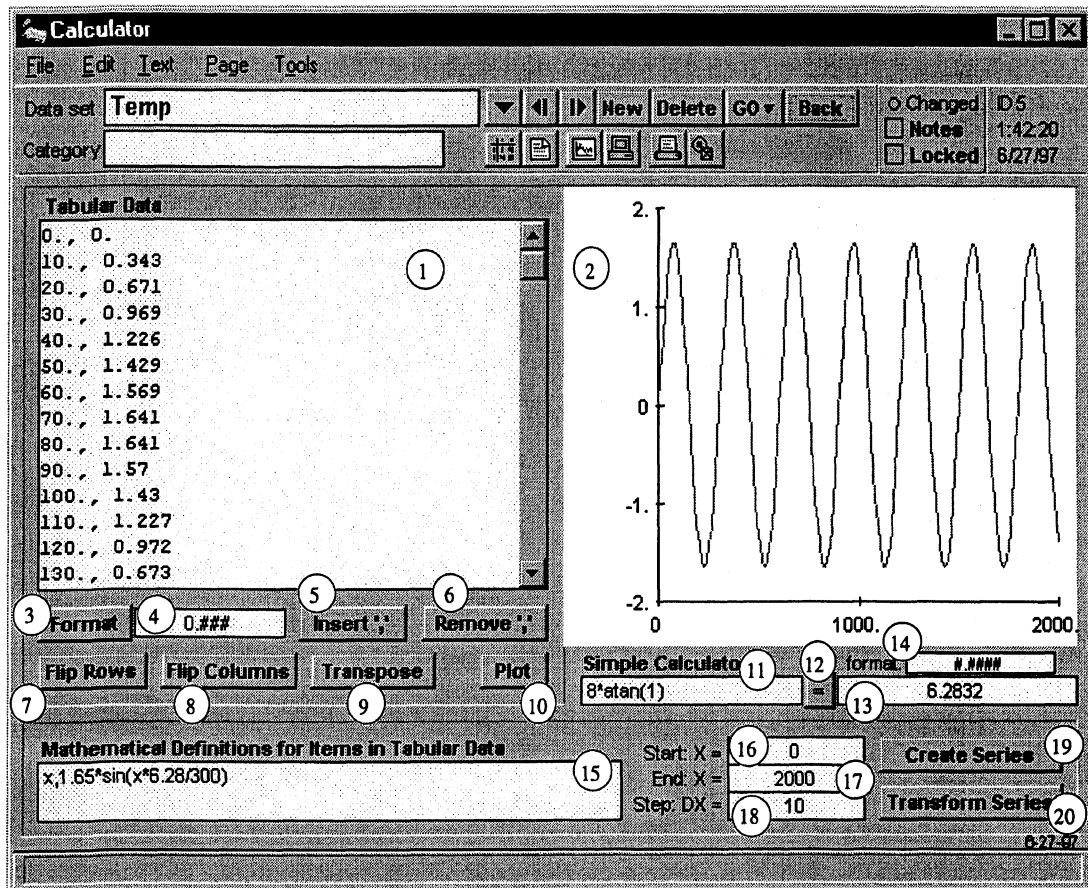 Calculator
File Edit Text Page Tools
Data set Temp New Delete GO Back Changed ID 5
Notes 1:42:20
Category Locked 6/27/97
Tabular Data
0., 0.
10., 0.343
20., 0.671
30., 0.969
40., 1.226
50., 1.429
60., 1.569
70., 1.641
80., 1.641
90., 1.57
100., 1.43
110., 1.227
120., 0.972
130., 0.673
1
2
2.
1.
0
-1.
-2.
0 1000. 2000.
3 4 5 6
Format 0.### Insert ',' Remove ','
Flip Rows Flip Columns Transpose Plot
7 8 9 10
Simple Calculator 11 12 format 14 #.####
8*atan(1) = 13 6.2832
Mathematical Definitions for Items in Tabular Data
x,1.65*sin(x*6.28/300)
15
Start: X = 16 0
End: X = 2000 17
Step: DX = 18 10
Create Series 19
Transform Series 20
6-27-97